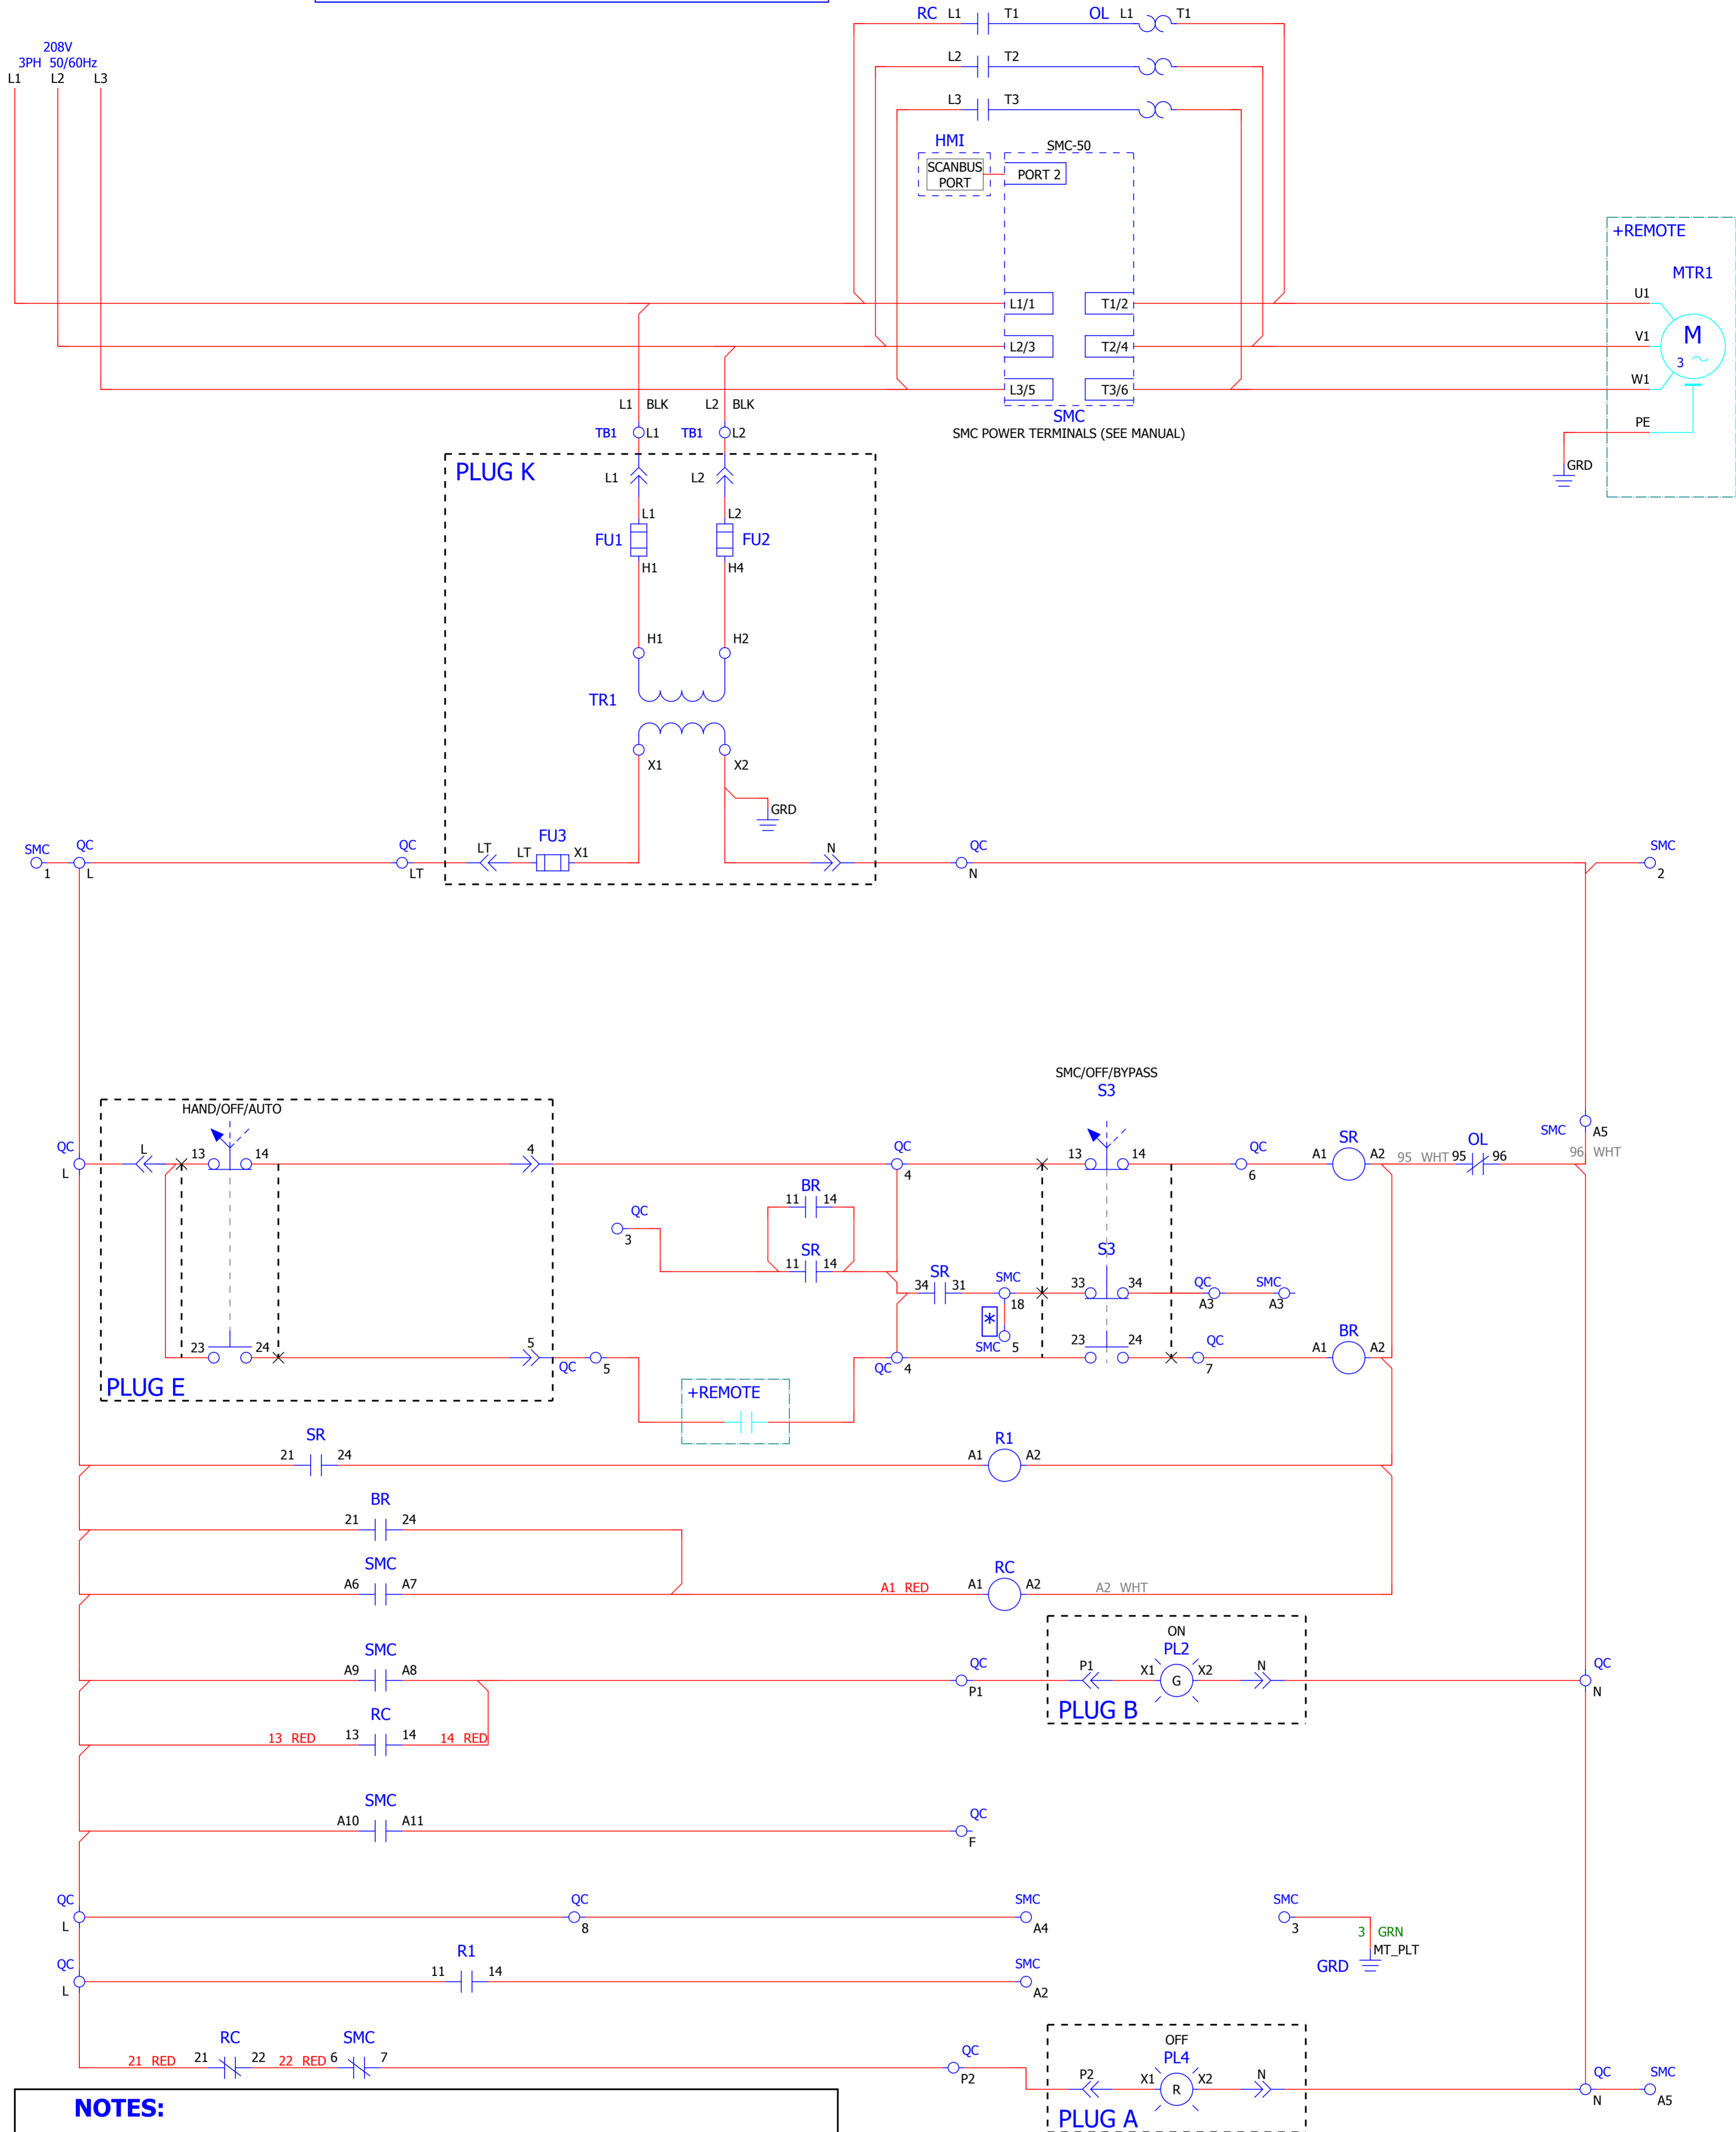 RC L1 T1 OL L1 T1
208V
3PH 50/60Hz
L1 L2 L3
L2 T2
L3 T3
HMI
SMC-50
SCANBUS
PORT
PORT 2
+REMOTE
MTR1
L1/1 T1/2 U1
L2/3 T2/4 V1 M
3
L3/5 T3/6 W1
L1 BLK L2 BLK
SMC
PE
TB1 L1 TB1 L2
SMC POWER TERMINALS (SEE MANUAL)
GRD
PLUG K
L1 L2
L1 L2
FU1 FU2
H1 H4
H1 H2
TR1
X1 X2
GRD
SMC QC QC LT LT FU3 X1 N QC SMC
1 L LT N 2
SMC/OFF/BYPASS
S3
HAND/OFF/AUTO
SMC A5
QC L 13 14 4 QC 13 14 QC SR A1 A2 95 WHT 95 OL 96 96 WHT
L 4 6
BR
11 14
QC
3
SR
11 14
S3
SR
34 31 SMC 33 34 QC SMC
18 A3 A3
*
SMC 5
23 24 5 23 24 QC BR A1 A2
QC 5 QC 4 7
PLUG E
+REMOTE
SR
21 24
R1
A1 A2
BR
21 24
SMC
A6 A7
RC
A1 RED A1 A2 A2 WHT
ON
SMC
A9 A8
QC
P1
PL2
P1 X1 G X2 N
QC
N
PLUG B
RC
13 RED 13 14 14 RED
SMC
A10 A11
QC
F
QC QC SMC SMC
L 8 A4 3
3 GRN
MT_PLT
GRD
QC R1 SMC
L 11 14 A2
RC SMC
21 RED 21 22 22 RED 6 7
QC
P2
OFF
PL4
P2 X1 R X2 N
QC SMC
N A5
PLUG A
NOTES: